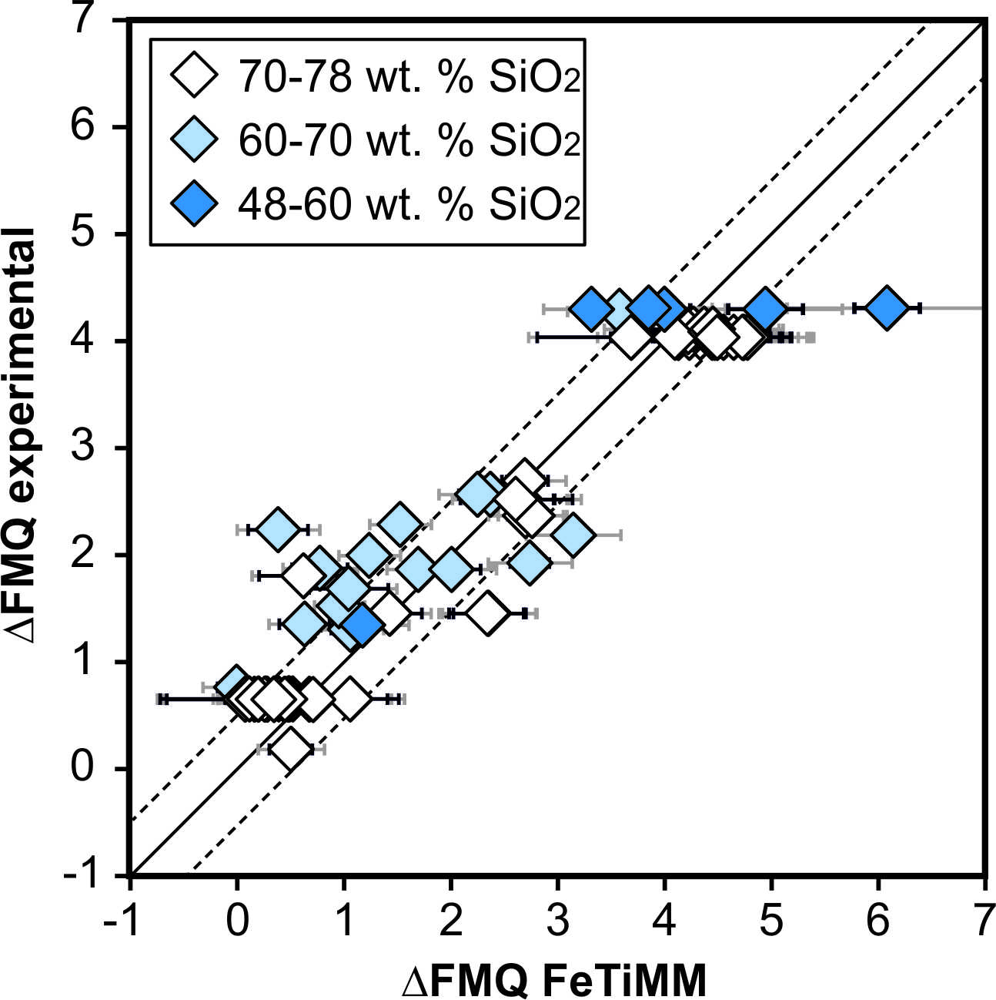 7
6
5
4
3
2
1
0
-1
70-78 wt. % SiO2
60-70 wt. % SiO2
48-60 wt. % SiO2
ΔFMQ experimental
-1 0 1 2 3 4 5 6 7
ΔFMQ FeTiMM